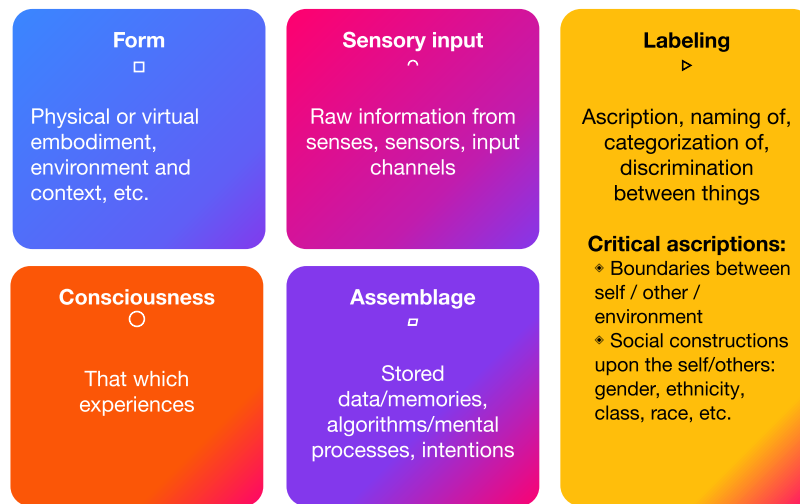 Form
Physical or virtual
embodiment,
environment and
context, etc.
Sensory input
Raw information from
senses, sensors, input
channels
Labeling
Ascription, naming of,
categorization of,
discrimination
between things
Critical ascriptions:
◈ Boundaries between
self / other /
environment
◈ Social constructions
upon the self/others:
gender, ethnicity,
class, race, etc.
Consciousness
That which
experiences
Assemblage
Stored
data/memories,
algorithms/mental
processes, intentions